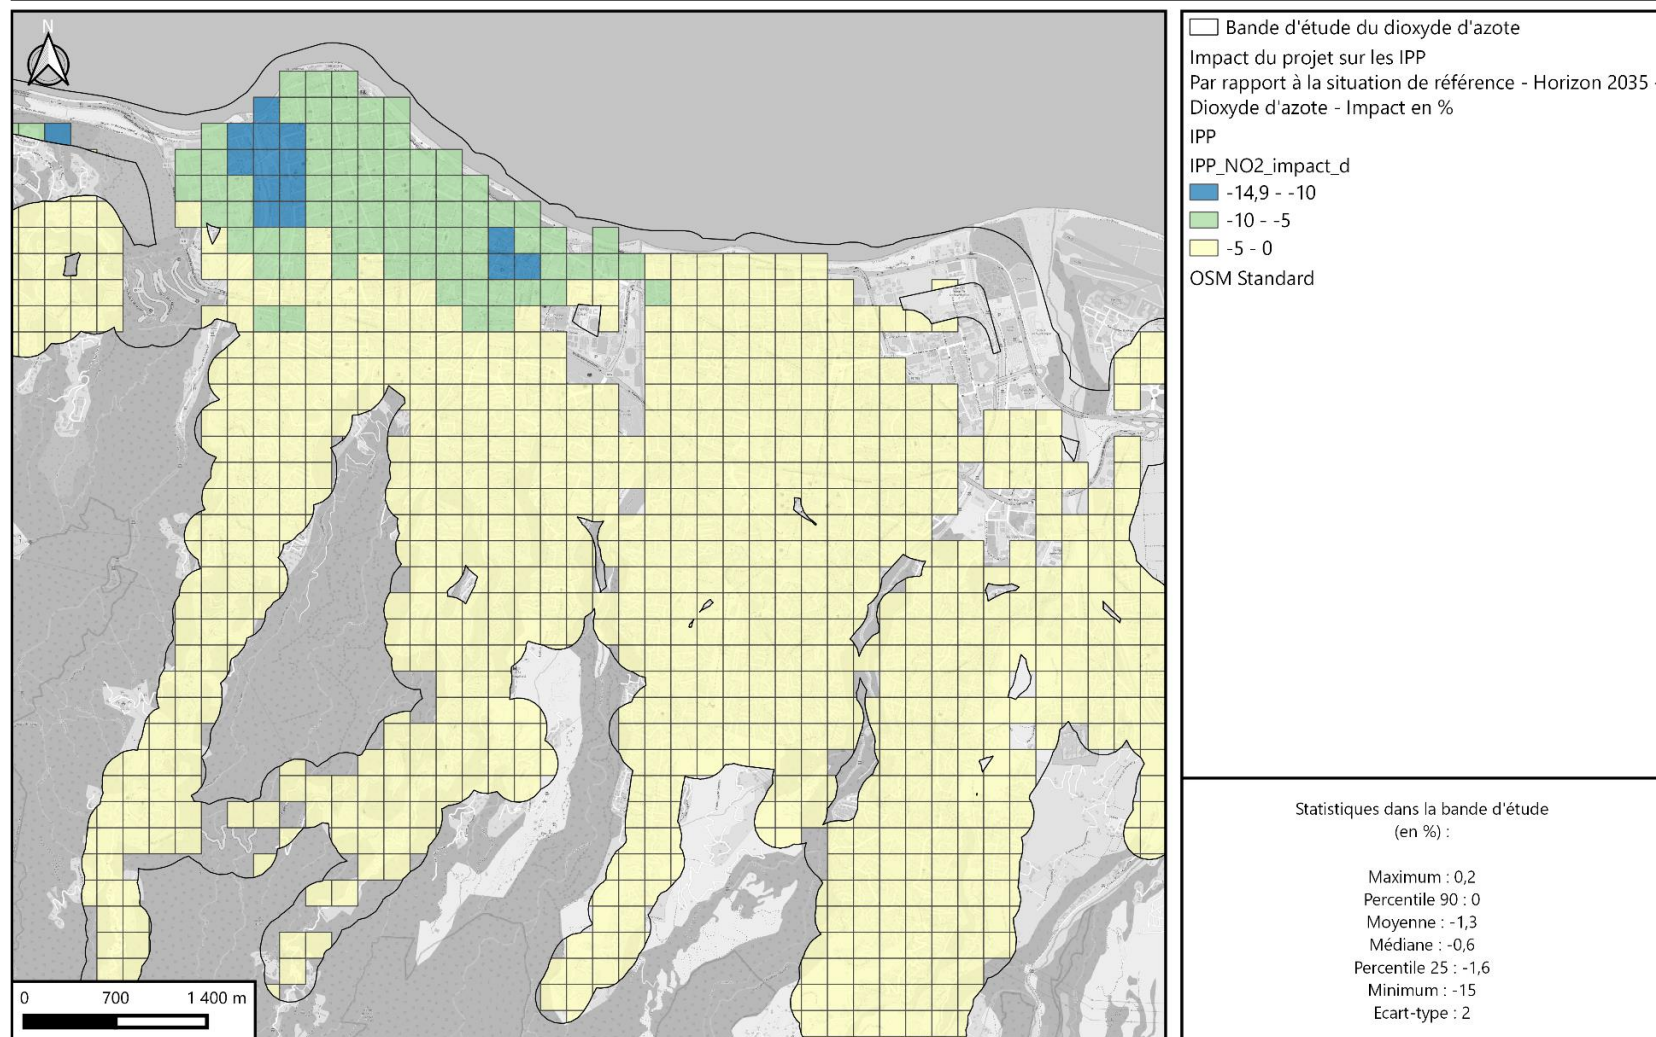 N
Bande d'étude du dioxyde d'azote
Impact du projet sur les IPP
Par rapport à la situation de référence - Horizon 2035 -
Dioxyde d'azote - Impact en %
IPP
IPP_NO2_impact_d
-14,9 - -10
-10 - -5
-5 - 0
OSM Standard
Statistiques dans la bande d'étude
(en %) :
Maximum : 0,2
Percentile 90 : 0
Moyenne : -1,3
Médiane : -0,6
Percentile 25 : -1,6
Minimum : -15
Ecart-type : 2
0 700 1 400 m